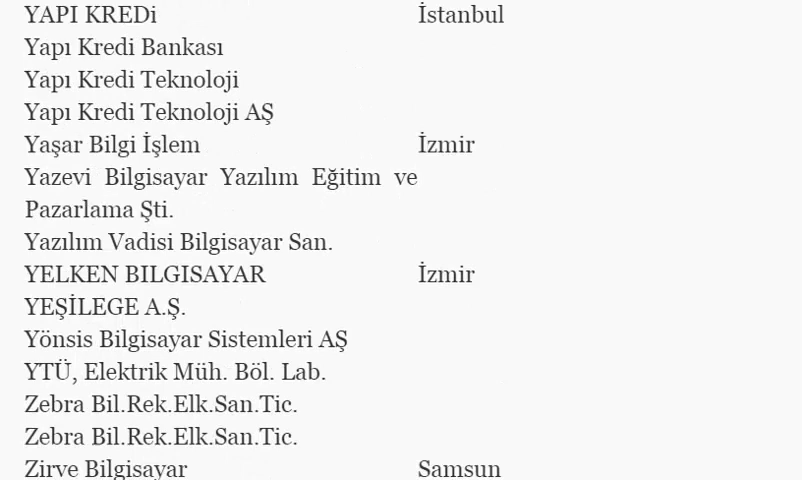 YAPI KREDi İstanbul
Yapı Kredi Bankası
Yapı Kredi Teknoloji
Yapı Kredi Teknoloji AŞ
Yaşar Bilgi İşlem İzmir
Yazevi Bilgisayar Yazılım Eğitim ve
Pazarlama Şti.
Yazılım Vadisi Bilgisayar San.
YELKEN BILGISAYAR İzmir
YEŞİLEGE A.Ş.
Yönsis Bilgisayar Sistemleri AŞ
YTÜ, Elektrik Müh. Böl. Lab.
Zebra Bil.Rek.Elk.San.Tic.
Zebra Bil.Rek.Elk.San.Tic.
Zirve Bilgisayar Samsun